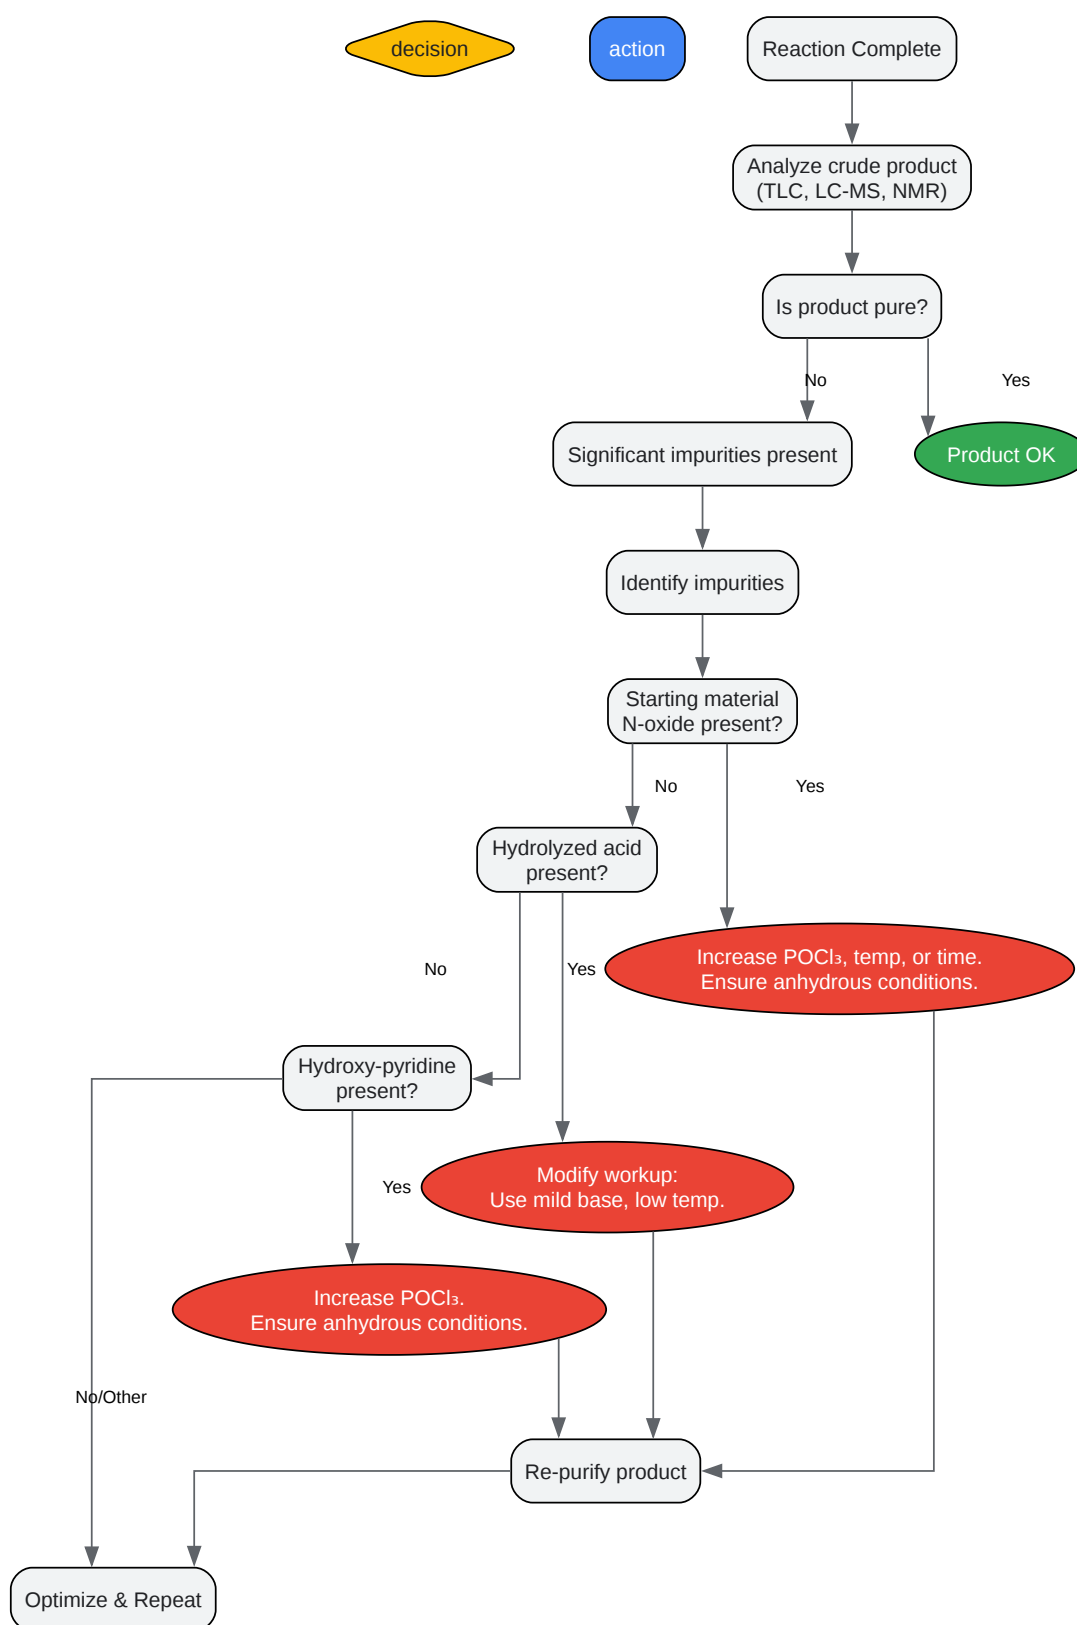 decision
action
Reaction Complete
Analyze crude product
(TLC, LC-MS, NMR)
Is product pure?
No
Yes
Significant impurities present
Product OK
Identify impurities
Starting material
N-oxide present?
No
Yes
Hydrolyzed acid
present?
No
Yes
Increase POCl₃, temp, or time.
Ensure anhydrous conditions.
Hydroxy-pyridine
present?
Yes
Modify workup:
Use mild base, low temp.
Increase POCl₃.
Ensure anhydrous conditions.
No/Other
Re-purify product
Optimize & Repeat